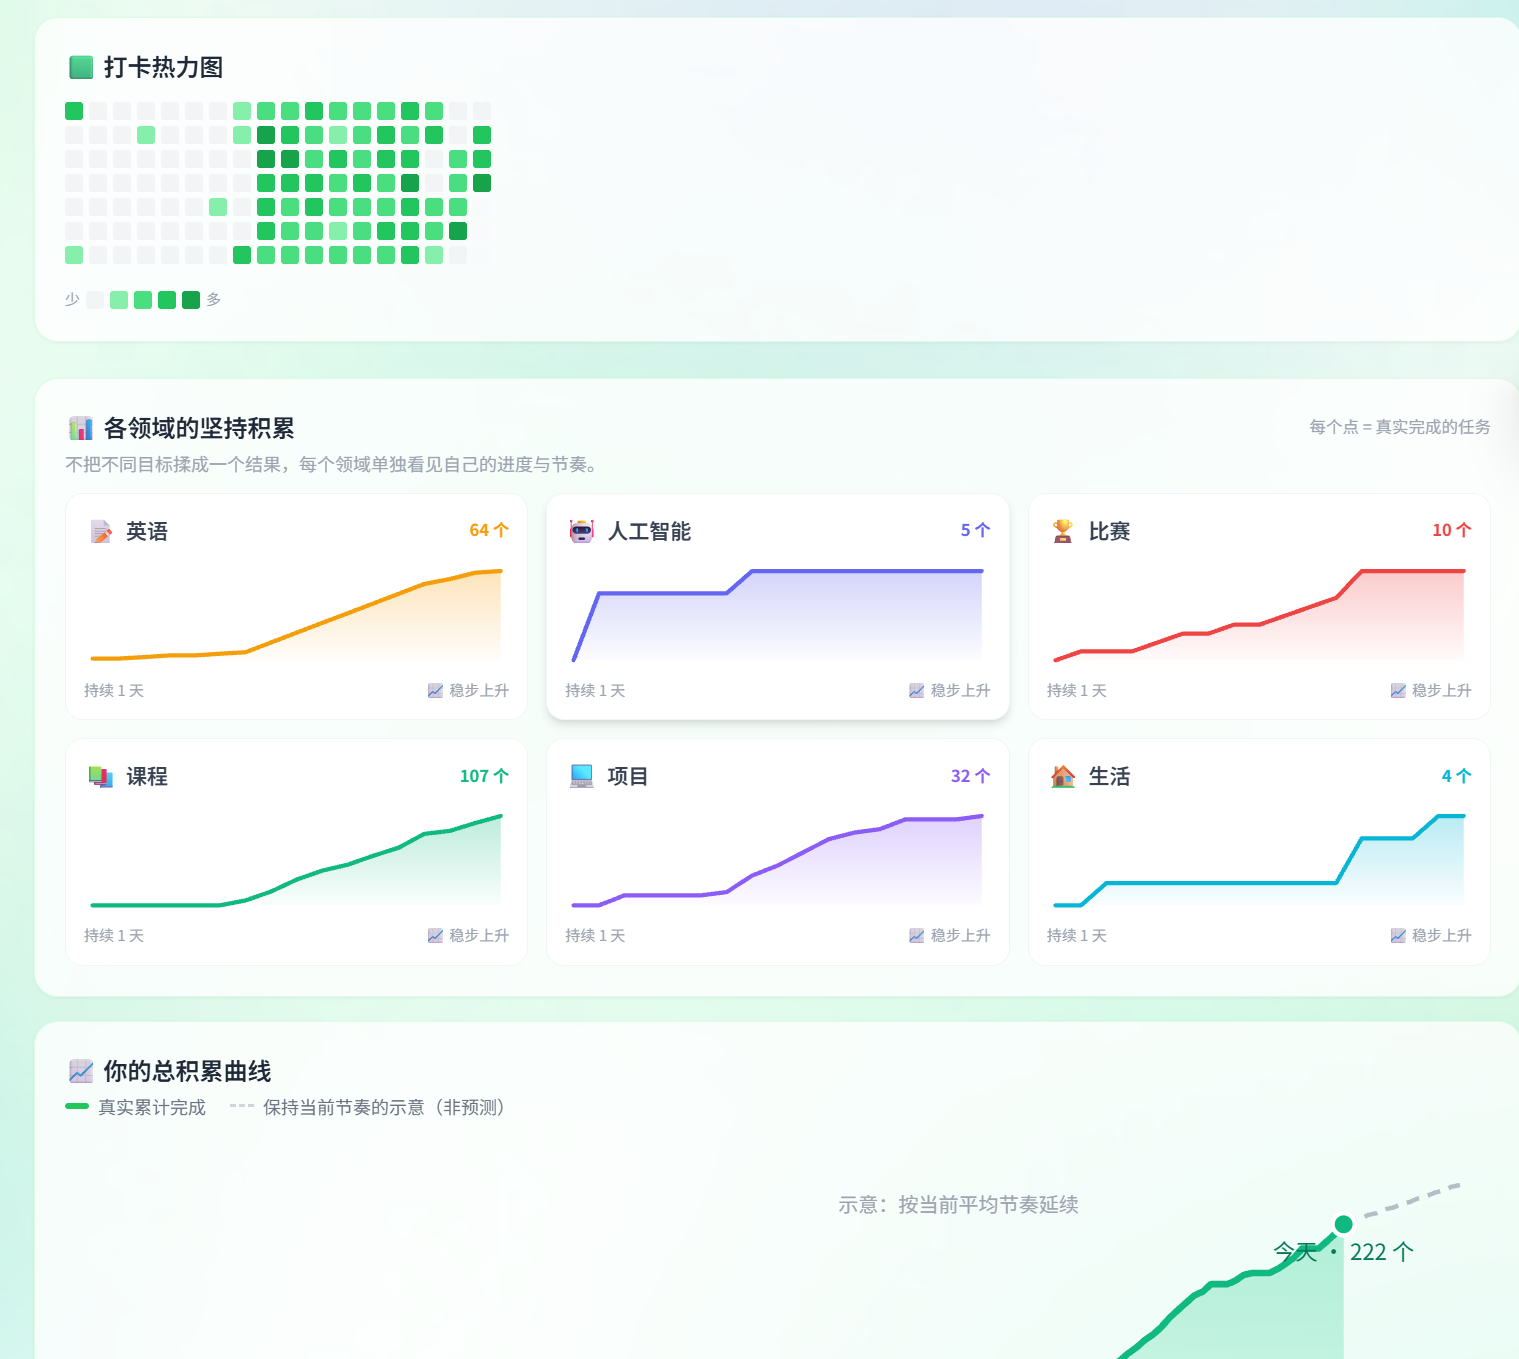 打卡热力图
少 多
各领域的坚持积累
每个点 = 真实完成的任务
不把不同目标揉成一个结果，每个领域单独看见自己的进度与节奏。
英语 64 个
持续 1 天 稳步上升
人工智能 5 个
持续 1 天 稳步上升
比赛 10 个
持续 1 天 稳步上升
课程 107 个
持续 1 天 稳步上升
项目 32 个
持续 1 天 稳步上升
生活 4 个
持续 1 天 稳步上升
你的总积累曲线
真实累计完成 保持当前节奏的示意（非预测）
示意：按当前平均节奏延续
今天 · 222 个